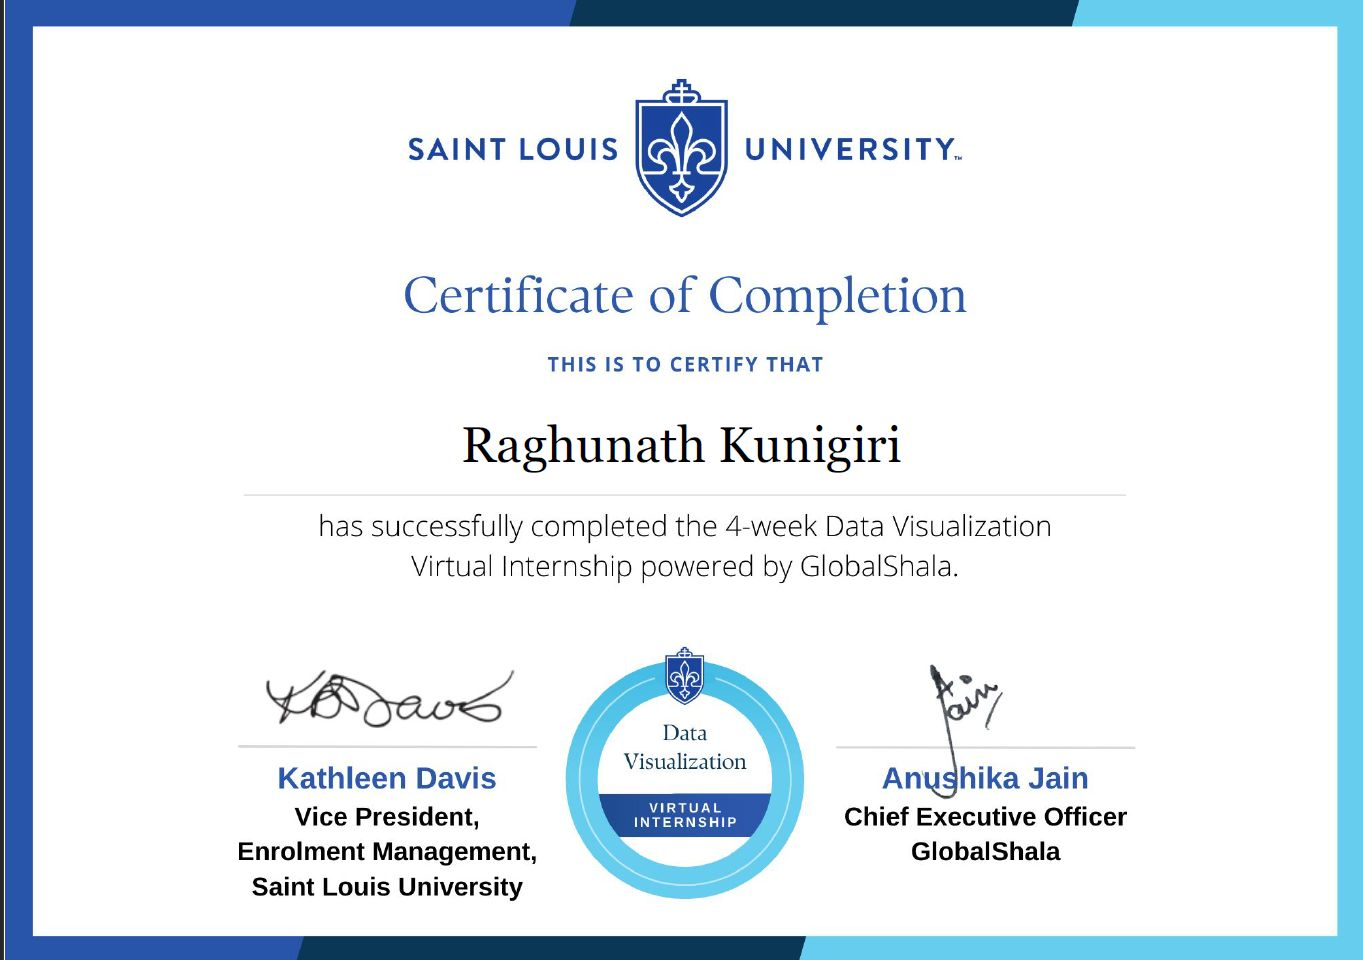 SAINT LOUIS UNIVERSITY™
Certificate of Completion
THIS IS TO CERTIFY THAT
Raghunath Kunigiri
has successfully completed the 4-week Data Visualization
Virtual Internship powered by GlobalShala.
KDDavis
Kathleen Davis
Vice President,
Enrolment Management,
Saint Louis University
Data
Visualization
VIRTUAL
INTERNSHIP
AJain
Anushika Jain
Chief Executive Officer
GlobalShala